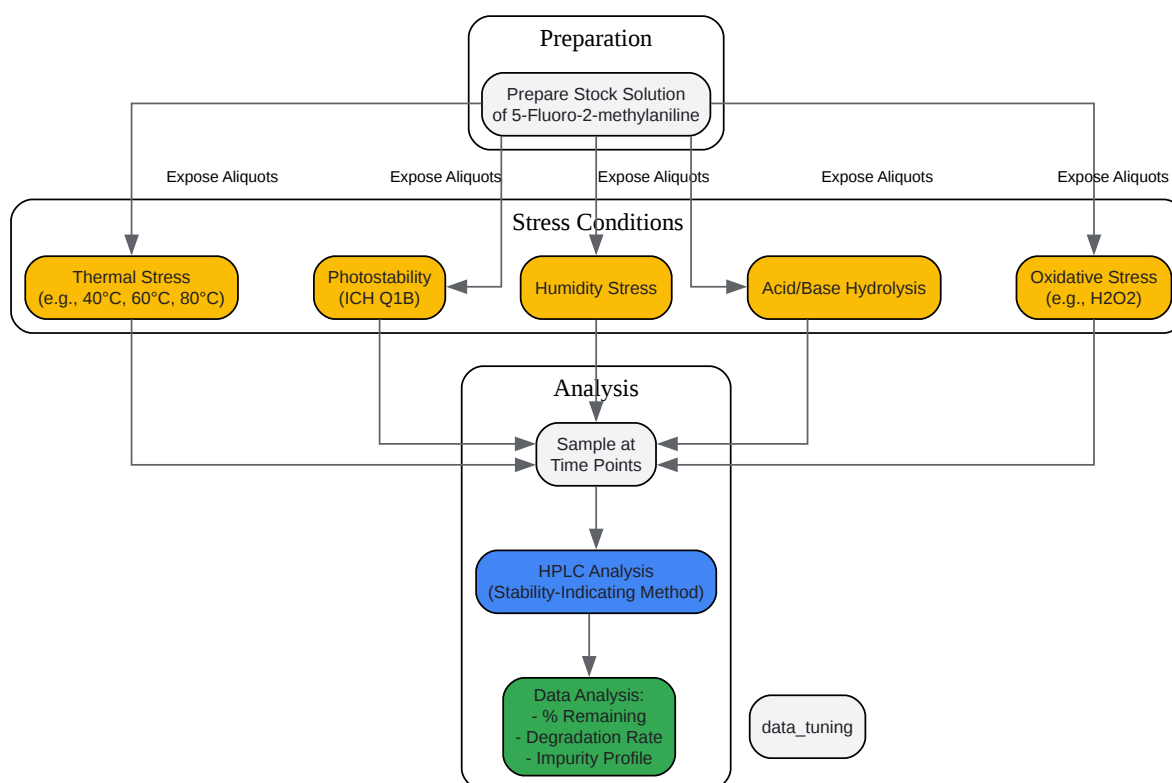 Preparation
Prepare Stock Solution
of 5-Fluoro-2-methylaniline
Expose Aliquots
Expose Aliquots
Expose Aliquots
Expose Aliquots
Expose Aliquots
Stress Conditions
Thermal Stress
(e.g., 40°C, 60°C, 80°C)
Photostability
(ICH Q1B)
Humidity Stress
Acid/Base Hydrolysis
Oxidative Stress
(e.g., H2O2)
Analysis
Sample at
Time Points
HPLC Analysis
(Stability-Indicating Method)
Data Analysis:
- % Remaining
- Degradation Rate
- Impurity Profile
data_tuning